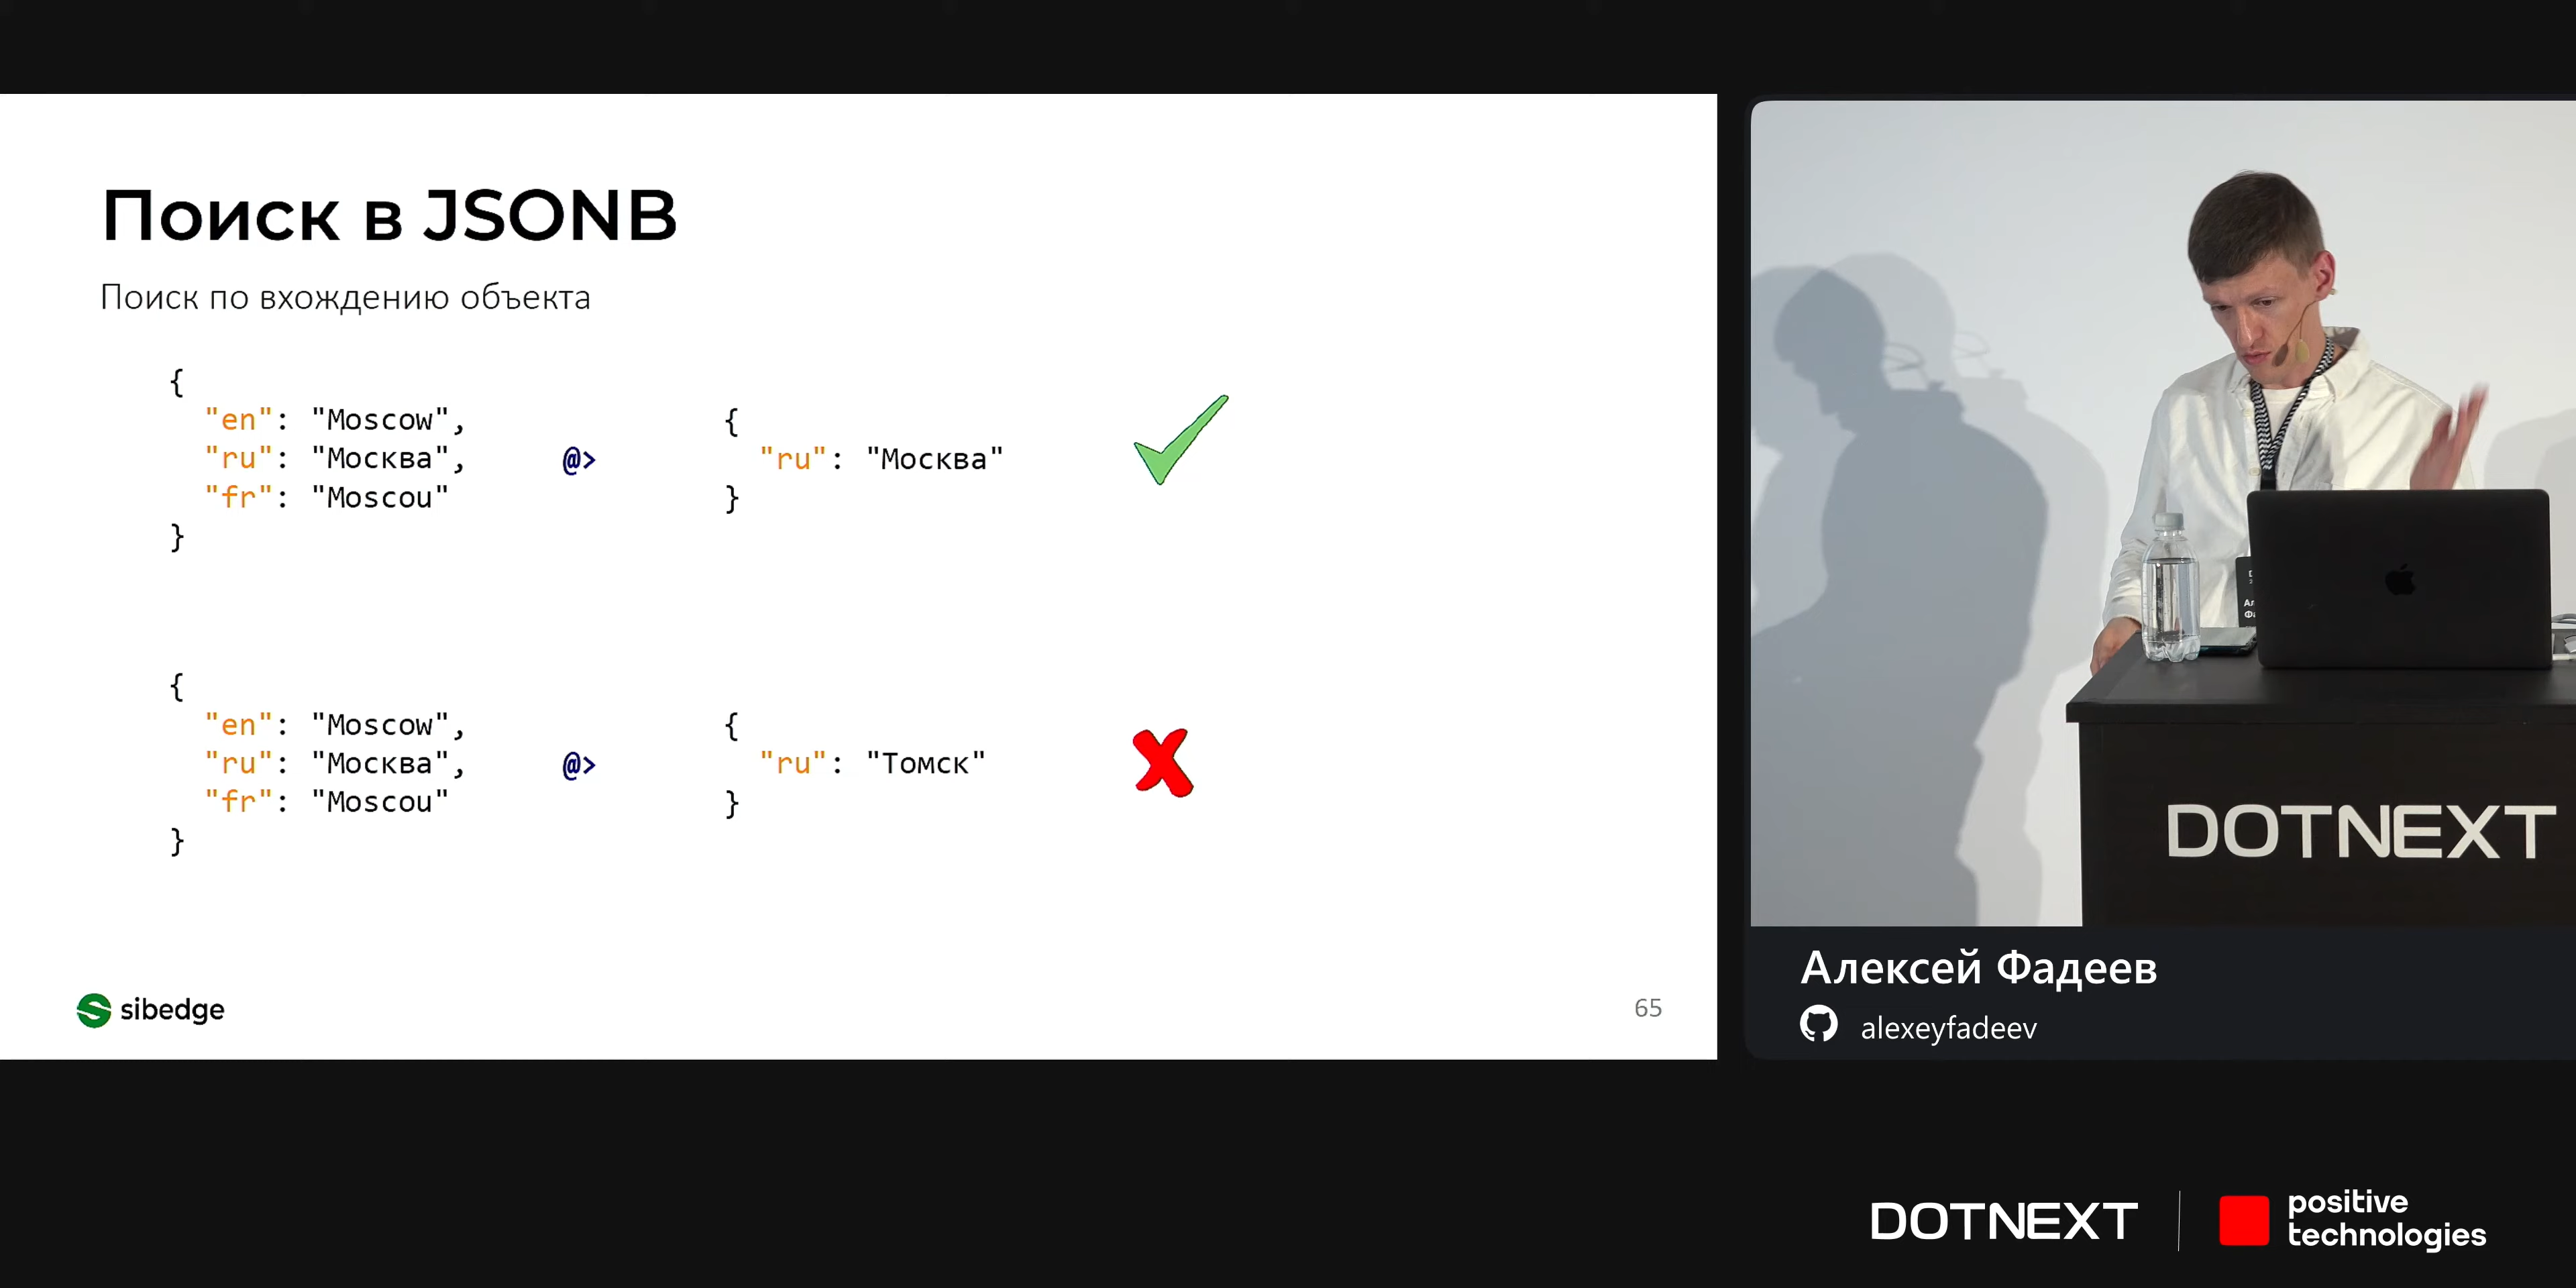 Поиск в JSONB
Поиск по вхождению объекта
{
"en": "Moscow",
"ru": "Москва",
"fr": "Moscou"
}
@>
{
"ru": "Москва"
}
{
"en": "Moscow",
"ru": "Москва",
"fr": "Moscou"
}
@>
{
"ru": "Томск"
}
sibedge
65
DOTNEXT
Алексей Фадеев
alexeyfadeev
DOTNEXT
positive
technologies